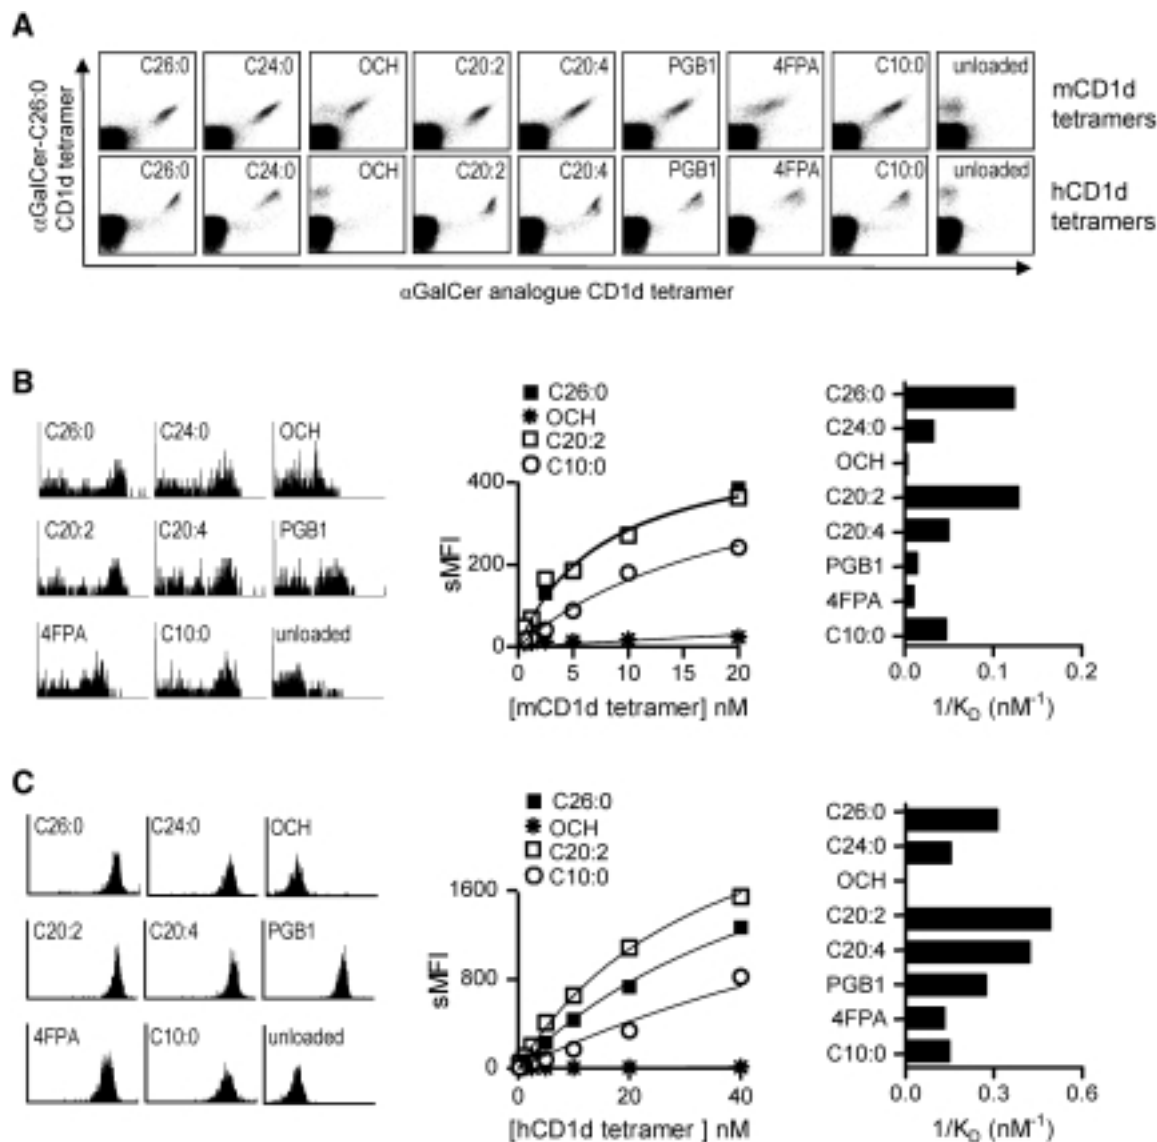 A
αGalCer-C26:0
CD1d tetramer
C26:0 C24:0 OCH C20:2 C20:4 PGB1 4FPA C10:0 unloaded
mCD1d
tetramers
C26:0 C24:0 OCH C20:2 C20:4 PGB1 4FPA C10:0 unloaded
hCD1d
tetramers
αGalCer analogue CD1d tetramer
B
C26:0 C24:0 OCH
C20:2 C20:4 PGB1
4FPA C10:0 unloaded
C26:0
OCH
C20:2
C10:0
sMFI
400
200
0
0 5 10 15 20
[mCD1d tetramer] nM
C26:0
C24:0
OCH
C20:2
C20:4
PGB1
4FPA
C10:0
0.0 0.1 0.2
1/KD (nM-1)
C
C26:0 C24:0 OCH
C20:2 C20:4 PGB1
4FPA C10:0 unloaded
C26:0
OCH
C20:2
C10:0
sMFI
1600
800
0
0 20 40
[hCD1d tetramer ] nM
C26:0
C24:0
OCH
C20:2
C20:4
PGB1
4FPA
C10:0
0.0 0.3 0.6
1/KD (nM-1)